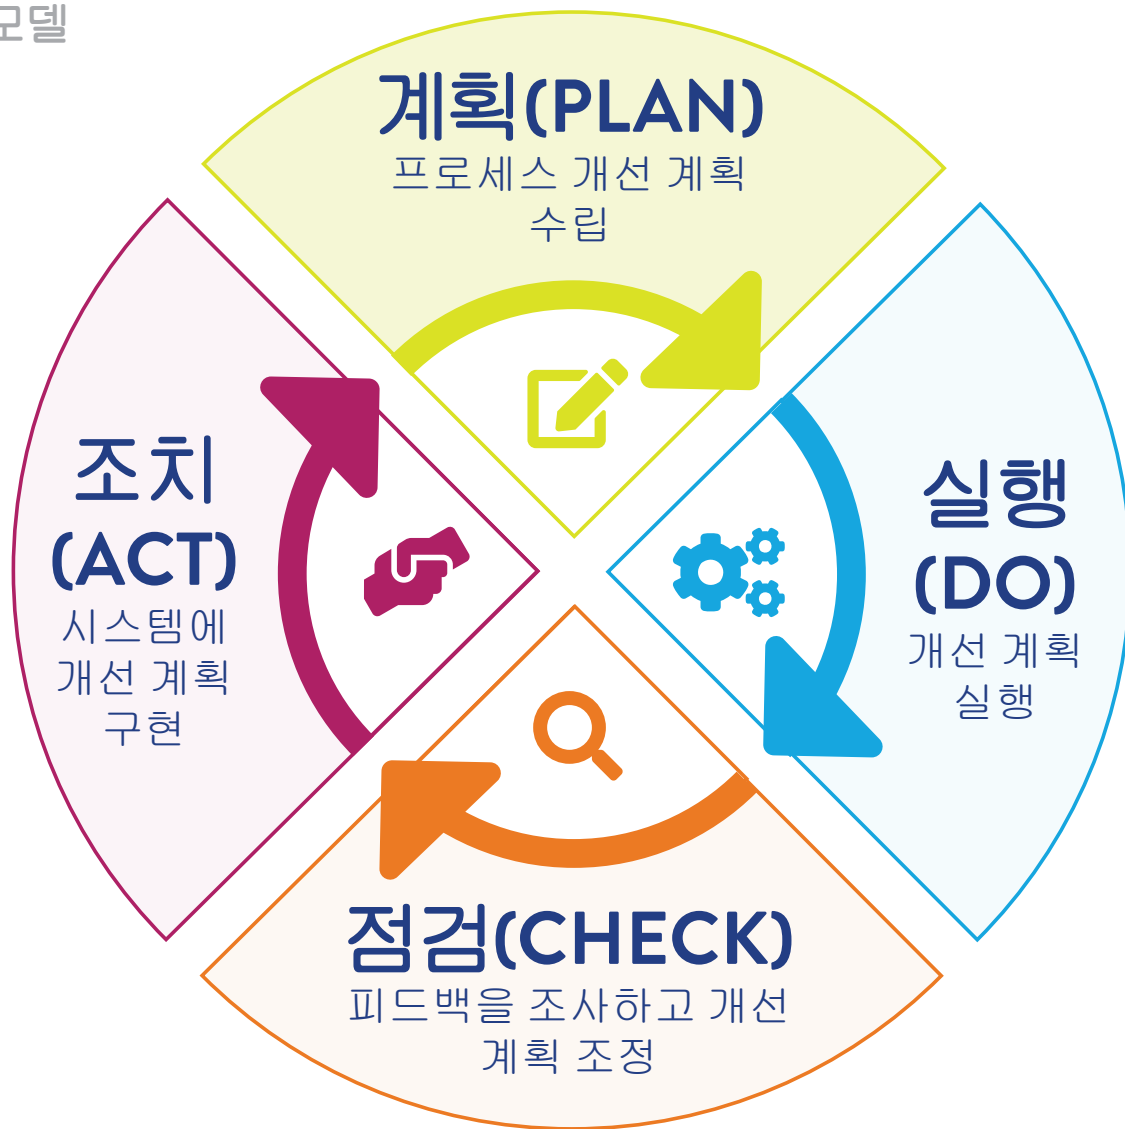 모델
계획(PLAN)
프로세스 개선 계획
수립
실행
(DO)
개선 계획
실행
점검(CHECK)
피드백을 조사하고 개선
계획 조정
조치
(ACT)
시스템에
개선 계획
구현